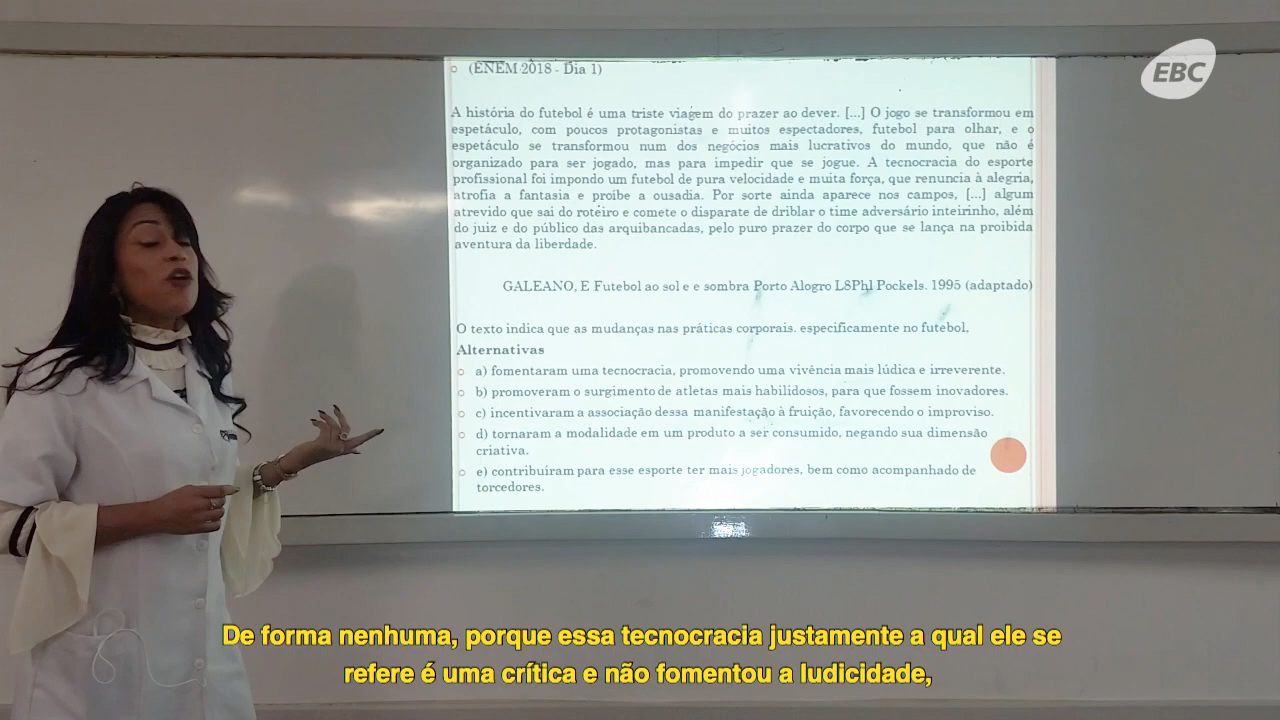 EBC
(ENEM 2018 - Dia 1)
A história do futebol é uma triste viagem do prazer ao dever. [...] O jogo se transformou em
espetáculo, com poucos protagonistas e muitos espectadores, futebol para olhar, e o
espetáculo se transformou num dos negócios mais lucrativos do mundo, que não é
organizado para ser jogado, mas para impedir que se jogue. A tecnocracia do esporte
profissional foi impondo um futebol de pura velocidade e muita força, que renuncia à alegria,
atrofia a fantasia e proíbe a ousadia. Por sorte ainda aparece nos campos, [...] algum
atrevido que sai do roteiro e comete o disparate de driblar o time adversário inteirinho, além
do juiz e do público das arquibancadas, pelo puro prazer do corpo que se lança na proibida
aventura da liberdade.
GALEANO, E Futebol ao sol e e sombra Porto Alogro L8Phl Pockels. 1995 (adaptado)
O texto indica que as mudanças nas práticas corporais. especificamente no futebol,
Alternativas
a) fomentaram uma tecnocracia, promovendo uma vivência mais lúdica e irreverente.
b) promoveram o surgimento de atletas mais habilidosos, para que fossem inovadores.
c) incentivaram a associação dessa manifestação à fruição, favorecendo o improviso.
d) tornaram a modalidade em um produto a ser consumido, negando sua dimensão
criativa.
e) contribuíram para esse esporte ter mais jogadores, bem como acompanhado de
torcedores.
De forma nenhuma, porque essa tecnocracia justamente a qual ele se
refere é uma crítica e não fomentou a ludicidade,